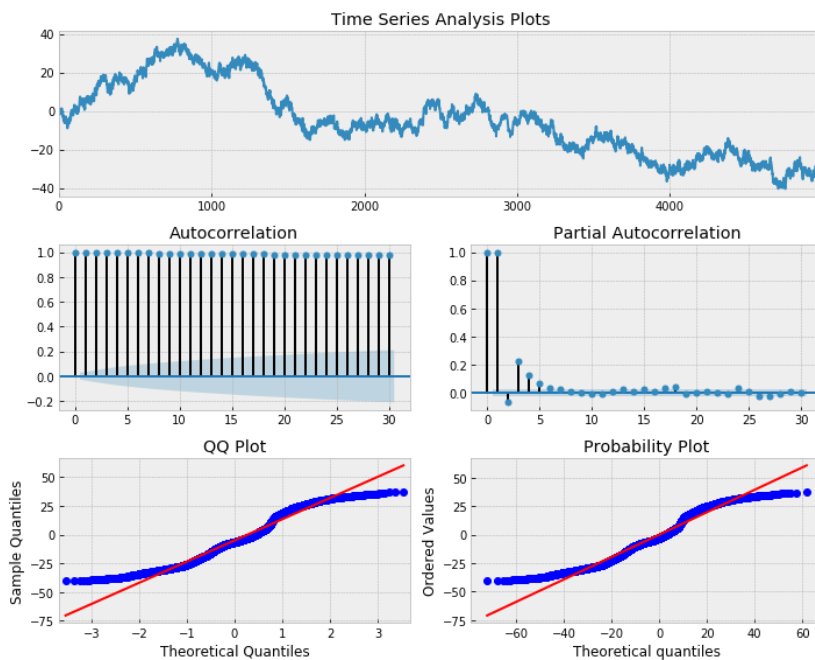 Time Series Analysis Plots
40
20
0
−20
−40
0 1000 2000 3000 4000
Autocorrelation
1.0
0.8
0.6
0.4
0.2
0.0
−0.2
0 5 10 15 20 25 30
Partial Autocorrelation
1.0
0.8
0.6
0.4
0.2
0.0
0 5 10 15 20 25 30
QQ Plot
Sample Quantiles
50
25
0
−25
−50
−75
−3 −2 −1 0 1 2 3
Theoretical Quantiles
Probability Plot
Ordered Values
50
25
0
−25
−50
−75
−60 −40 −20 0 20 40 60
Theoretical quantiles